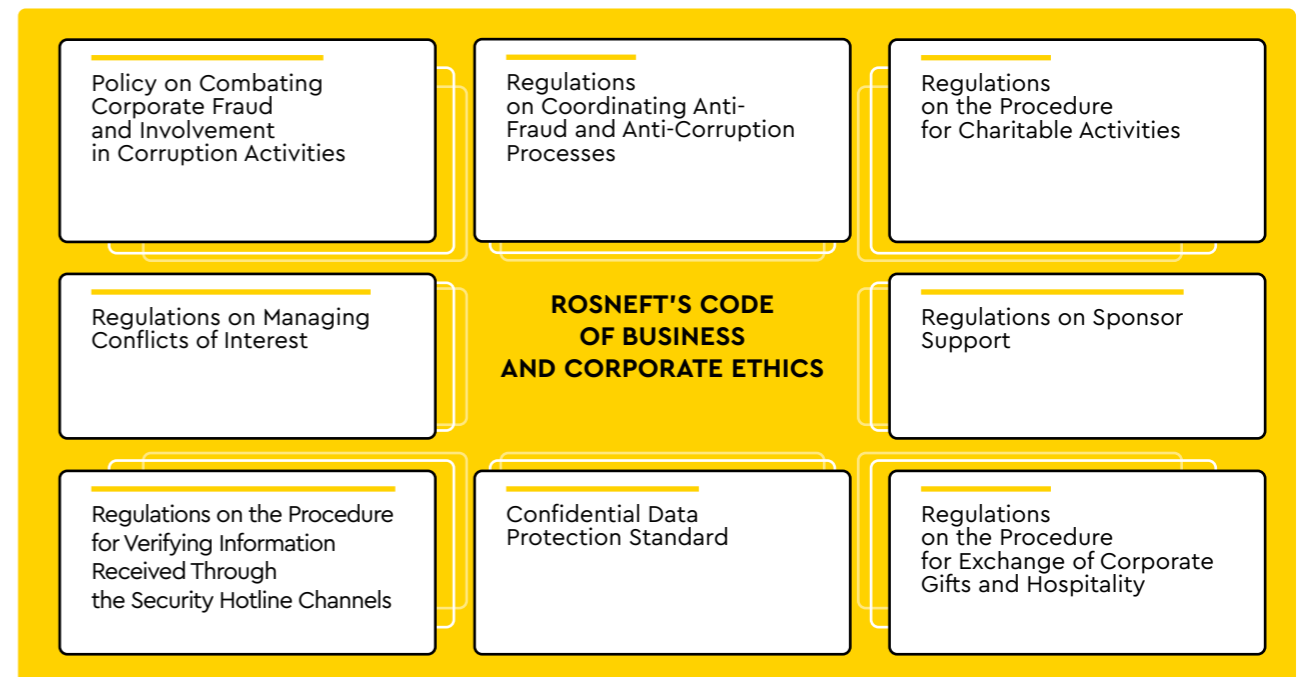 Policy on Combating
Corporate Fraud
and Involvement
in Corruption Activities
Regulations
on Coordinating Anti-
Fraud and Anti-Corruption
Processes
Regulations
on the Procedure
for Charitable Activities
Regulations on Managing
Conflicts of Interest
ROSNEFT'S CODE
OF BUSINESS
AND CORPORATE ETHICS
Regulations on Sponsor
Support
Regulations on the Procedure
for Verifying Information
Received Through
the Security Hotline Channels
Confidential Data
Protection Standard
Regulations
on the Procedure
for Exchange of Corporate
Gifts and Hospitality